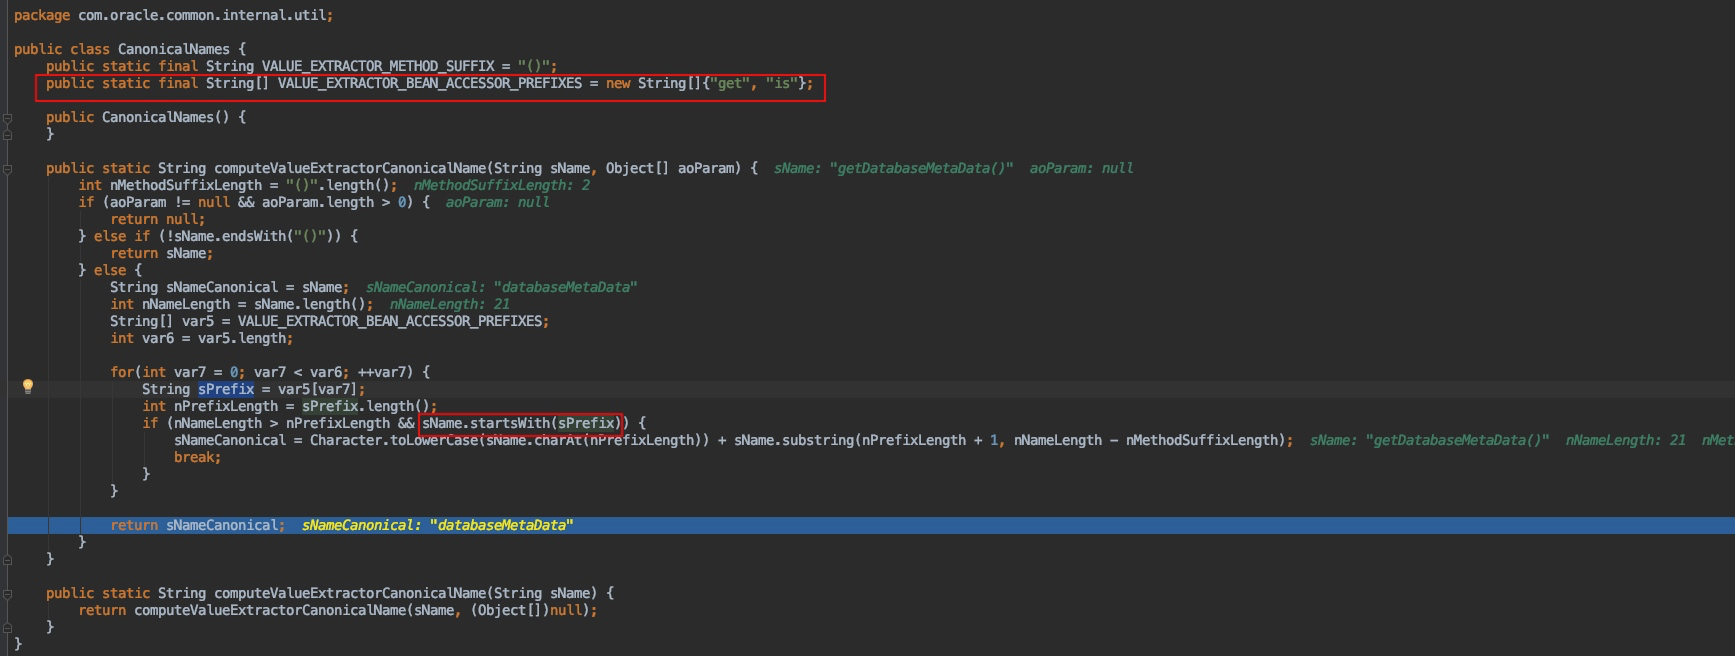 package com.oracle.common.internal.util;
public class CanonicalNames {
public static final String VALUE_EXTRACTOR_METHOD_SUFFIX = "()";
public static final String[] VALUE_EXTRACTOR_BEAN_ACCESSOR_PREFIXES = new String[]{"get", "is"};
public CanonicalNames() {
}
public static String computeValueExtractorCanonicalName(String sName, Object[] aoParam) { sName: "getDatabaseMetaData()" aoParam: null
int nMethodSuffixLength = "()".length(); nMethodSuffixLength: 2
if (aoParam != null && aoParam.length > 0) { aoParam: null
return null;
} else if (!sName.endsWith("()")) {
return sName;
} else {
String sNameCanonical = sName; sNameCanonical: "databaseMetaData"
int nNameLength = sName.length(); nNameLength: 21
String[] var5 = VALUE_EXTRACTOR_BEAN_ACCESSOR_PREFIXES;
int var6 = var5.length;
for(int var7 = 0; var7 < var6; ++var7) {
String sPrefix = var5[var7];
int nPrefixLength = sPrefix.length();
if (nNameLength > nPrefixLength && sName.startsWith(sPrefix)) {
sNameCanonical = Character.toLowerCase(sName.charAt(nPrefixLength)) + sName.substring(nPrefixLength + 1, nNameLength - nMethodSuffixLength); sName: "getDatabaseMetaData()" nNameLength: 21 nMet
break;
}
}
return sNameCanonical; sNameCanonical: "databaseMetaData"
}
}
public static String computeValueExtractorCanonicalName(String sName) {
return computeValueExtractorCanonicalName(sName, (Object[])null);
}
}